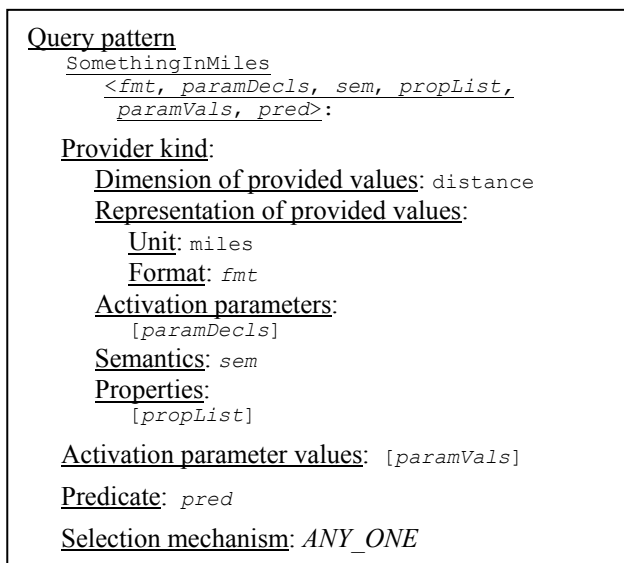 Query pattern
SomethingInMiles
<fmt, paramDecls, sem, propList,
paramVals, pred>:
Provider kind:
Dimension of provided values: distance
Representation of provided values:
Unit: miles
Format: fmt
Activation parameters:
[paramDecls]
Semantics: sem
Properties:
[propList]
Activation parameter values: [paramVals]
Predicate: pred
Selection mechanism: ANY_ONE